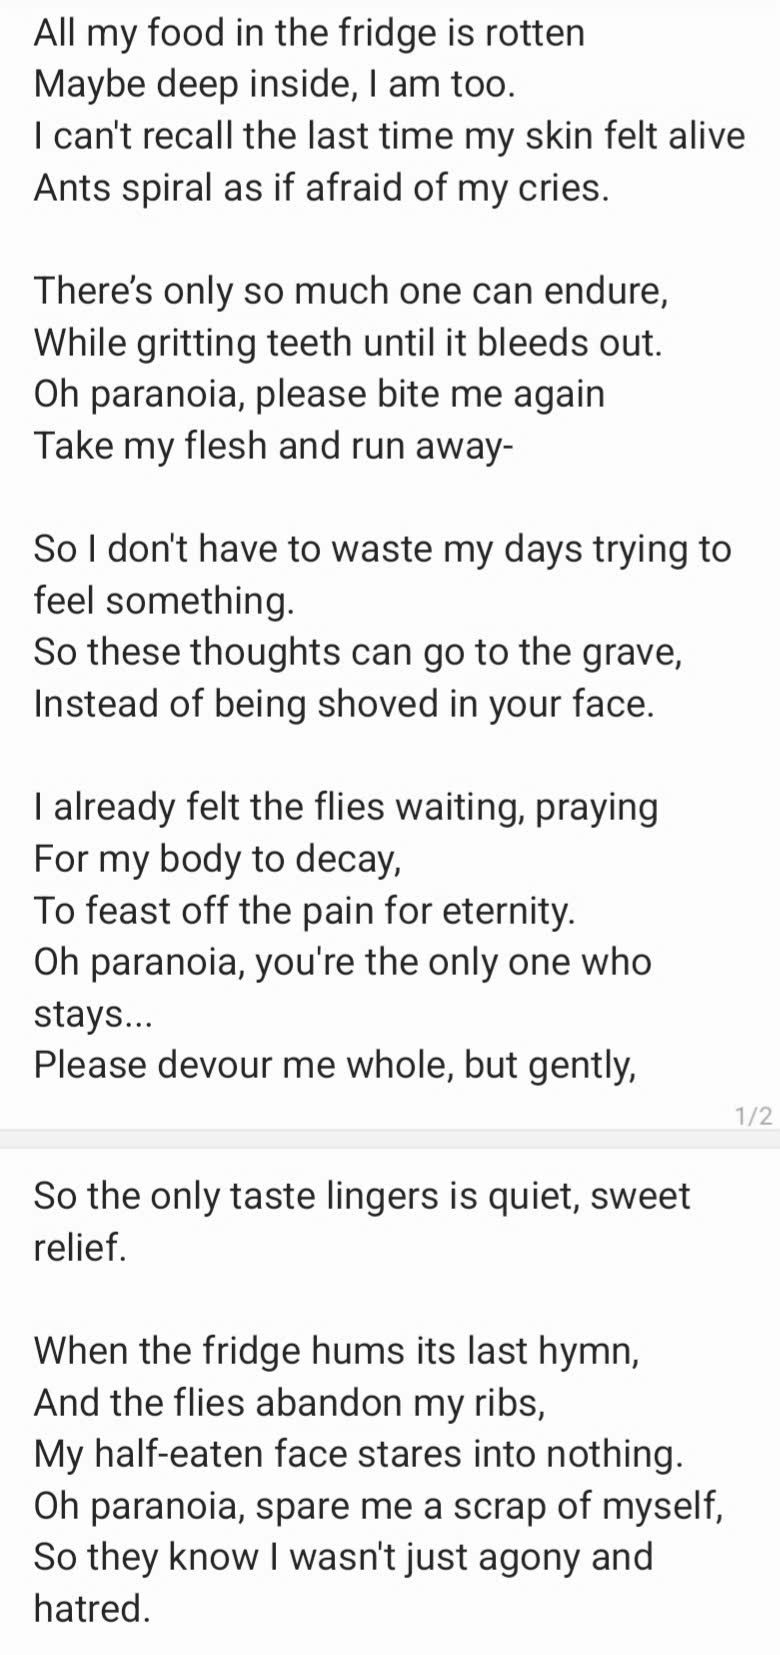 All my food in the fridge is rotten
Maybe deep inside, I am too.
I can't recall the last time my skin felt alive
Ants spiral as if afraid of my cries.
There's only so much one can endure,
While gritting teeth until it bleeds out.
Oh paranoia, please bite me again
Take my flesh and run away-
So I don't have to waste my days trying to
feel something.
So these thoughts can go to the grave,
Instead of being shoved in your face.
I already felt the flies waiting, praying
For my body to decay,
To feast off the pain for eternity.
Oh paranoia, you're the only one who
stays...
Please devour me whole, but gently,
1/2
So the only taste lingers is quiet, sweet
relief.
When the fridge hums its last hymn,
And the flies abandon my ribs,
My half-eaten face stares into nothing.
Oh paranoia, spare me a scrap of myself,
So they know I wasn't just agony and
hatred.